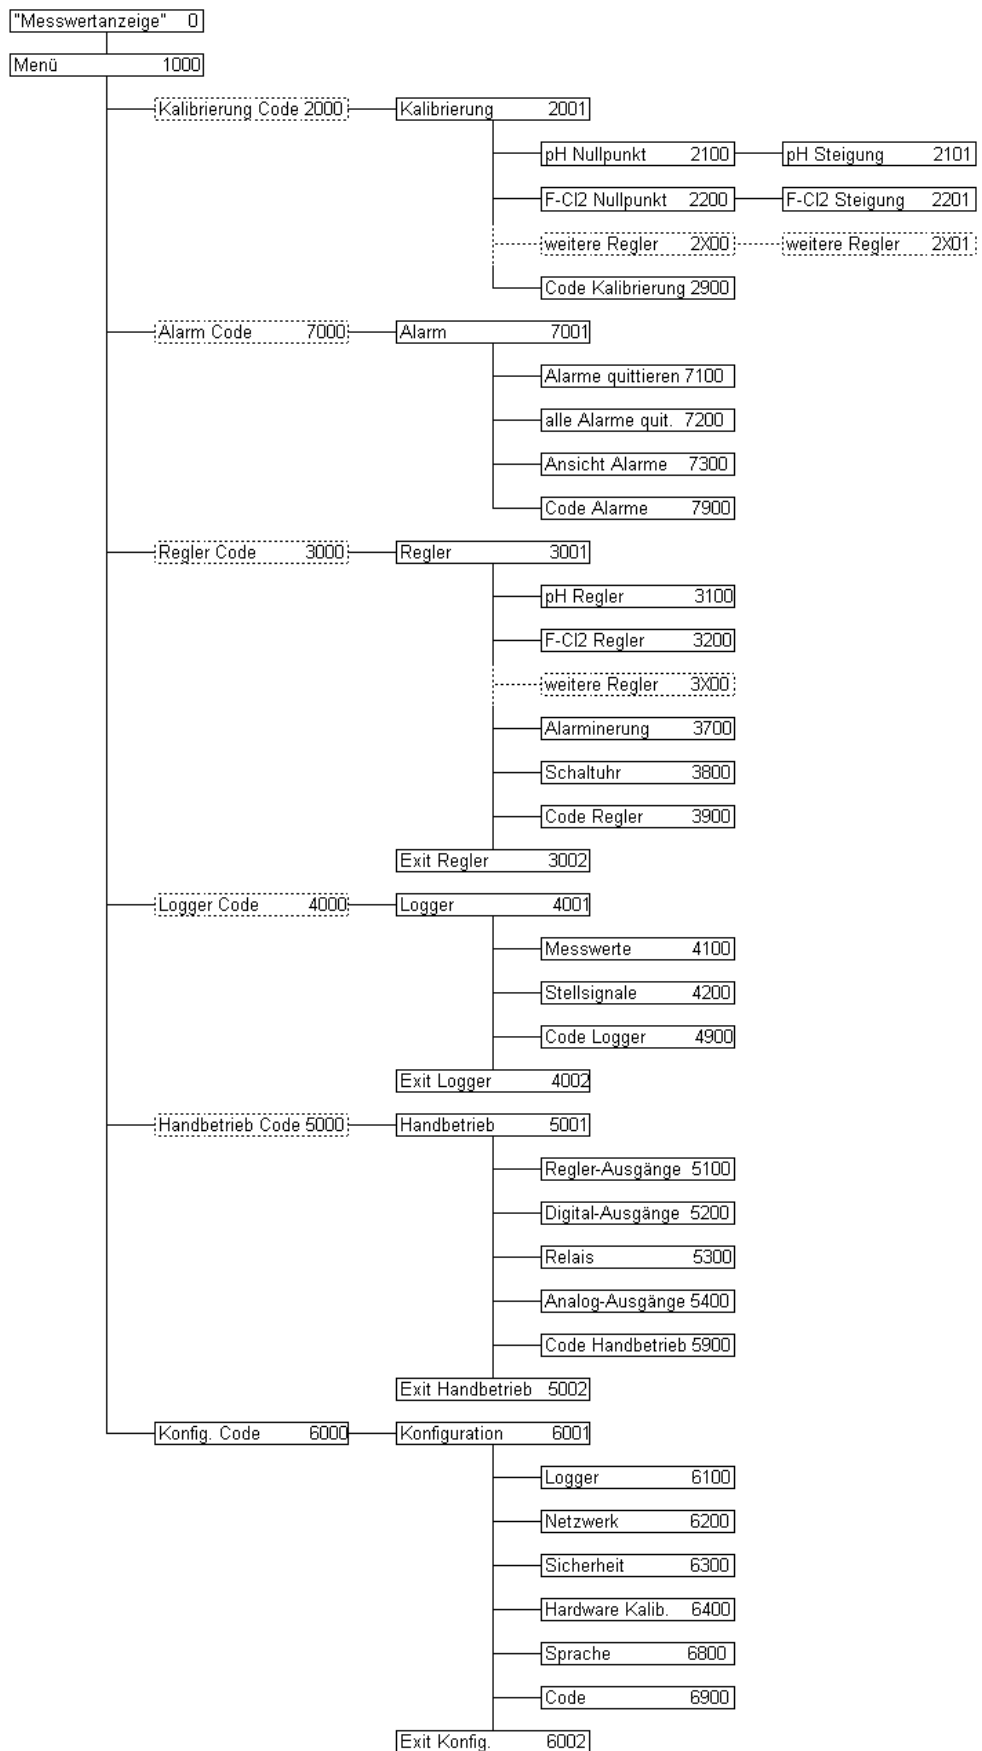 "Messwertanzeige" 0
Menü 1000
Kalibrierung Code 2000 Kalibrierung 2001
pH Nullpunkt 2100 pH Steigung 2101
F-Cl2 Nullpunkt 2200 F-Cl2 Steigung 2201
weitere Regler 2X00 weitere Regler 2X01
Code Kalibrierung 2900
Alarm Code 7000 Alarm 7001
Alarme quittieren 7100
alle Alarme quit. 7200
Ansicht Alarme 7300
Code Alarme 7900
Regler Code 3000 Regler 3001
pH Regler 3100
F-Cl2 Regler 3200
weitere Regler 3X00
Alarminerung 3700
Schaltuhr 3800
Code Regler 3900
Exit Regler 3002
Logger Code 4000 Logger 4001
Messwerte 4100
Stellsignale 4200
Code Logger 4900
Exit Logger 4002
Handbetrieb Code 5000 Handbetrieb 5001
Regler-Ausgänge 5100
Digital-Ausgänge 5200
Relais 5300
Analog-Ausgänge 5400
Code Handbetrieb 5900
Exit Handbetrieb 5002
Konfig. Code 6000 Konfiguration 6001
Logger 6100
Netzwerk 6200
Sicherheit 6300
Hardware Kalib. 6400
Sprache 6800
Code 6900
Exit Konfig. 6002